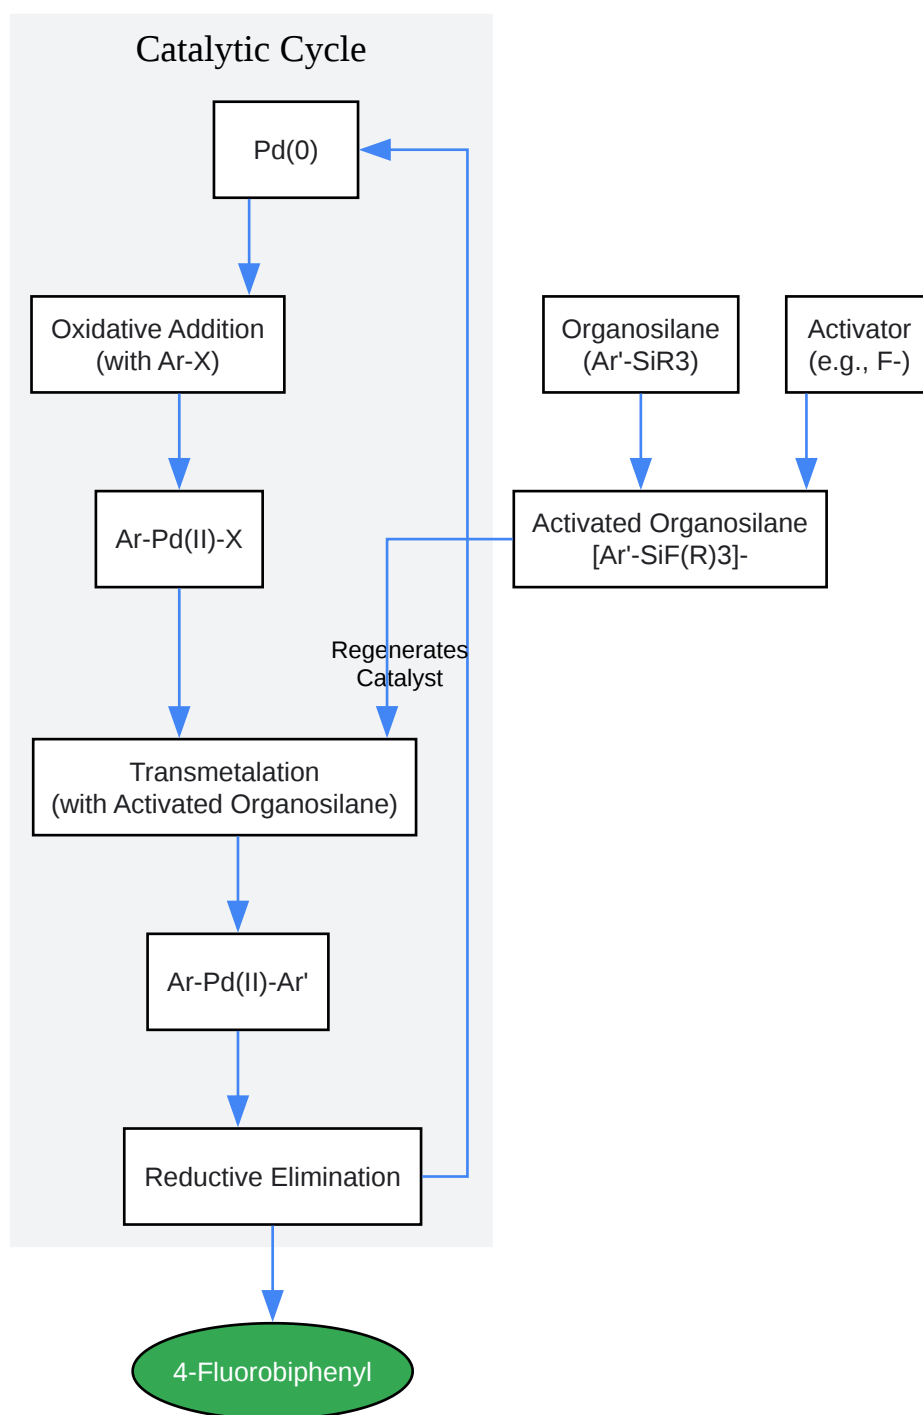 Catalytic Cycle
Pd(0)
Oxidative Addition
(with Ar-X)
Organosilane
(Ar'-SiR3)
Activator
(e.g., F-)
Ar-Pd(II)-X
Activated Organosilane
[Ar'-SiF(R)3]-
Regenerates
Catalyst
Transmetalation
(with Activated Organosilane)
Ar-Pd(II)-Ar'
Reductive Elimination
4-Fluorobiphenyl